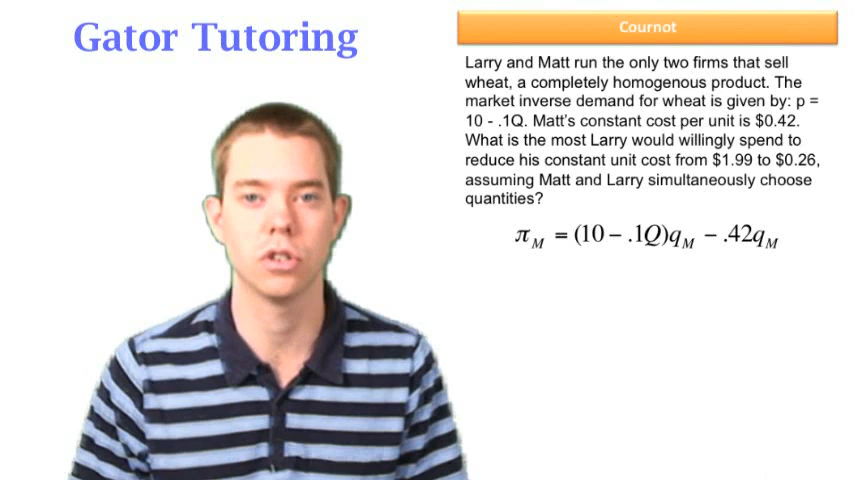 Gator Tutoring
Cournot
Larry and Matt run the only two firms that sell
wheat, a completely homogenous product. The
market inverse demand for wheat is given by: p =
10 - .1Q. Matt's constant cost per unit is $0.42.
What is the most Larry would willingly spend to
reduce his constant unit cost from $1.99 to $0.26,
assuming Matt and Larry simultaneously choose
quantities?
π_M = (10 − .1Q)q_M − .42q_M